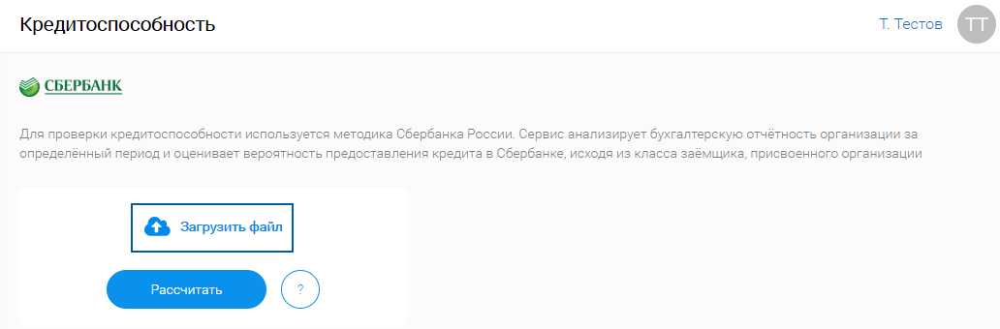 Кредитоспособность
Т. Тестов
ТТ
СБЕРБАНК
Для проверки кредитоспособности используется методика Сбербанка России. Сервис анализирует бухгалтерскую отчётность организации за
определённый период и оценивает вероятность предоставления кредита в Сбербанке, исходя из класса заёмщика, присвоенного организации
Загрузить файл
Рассчитать
?